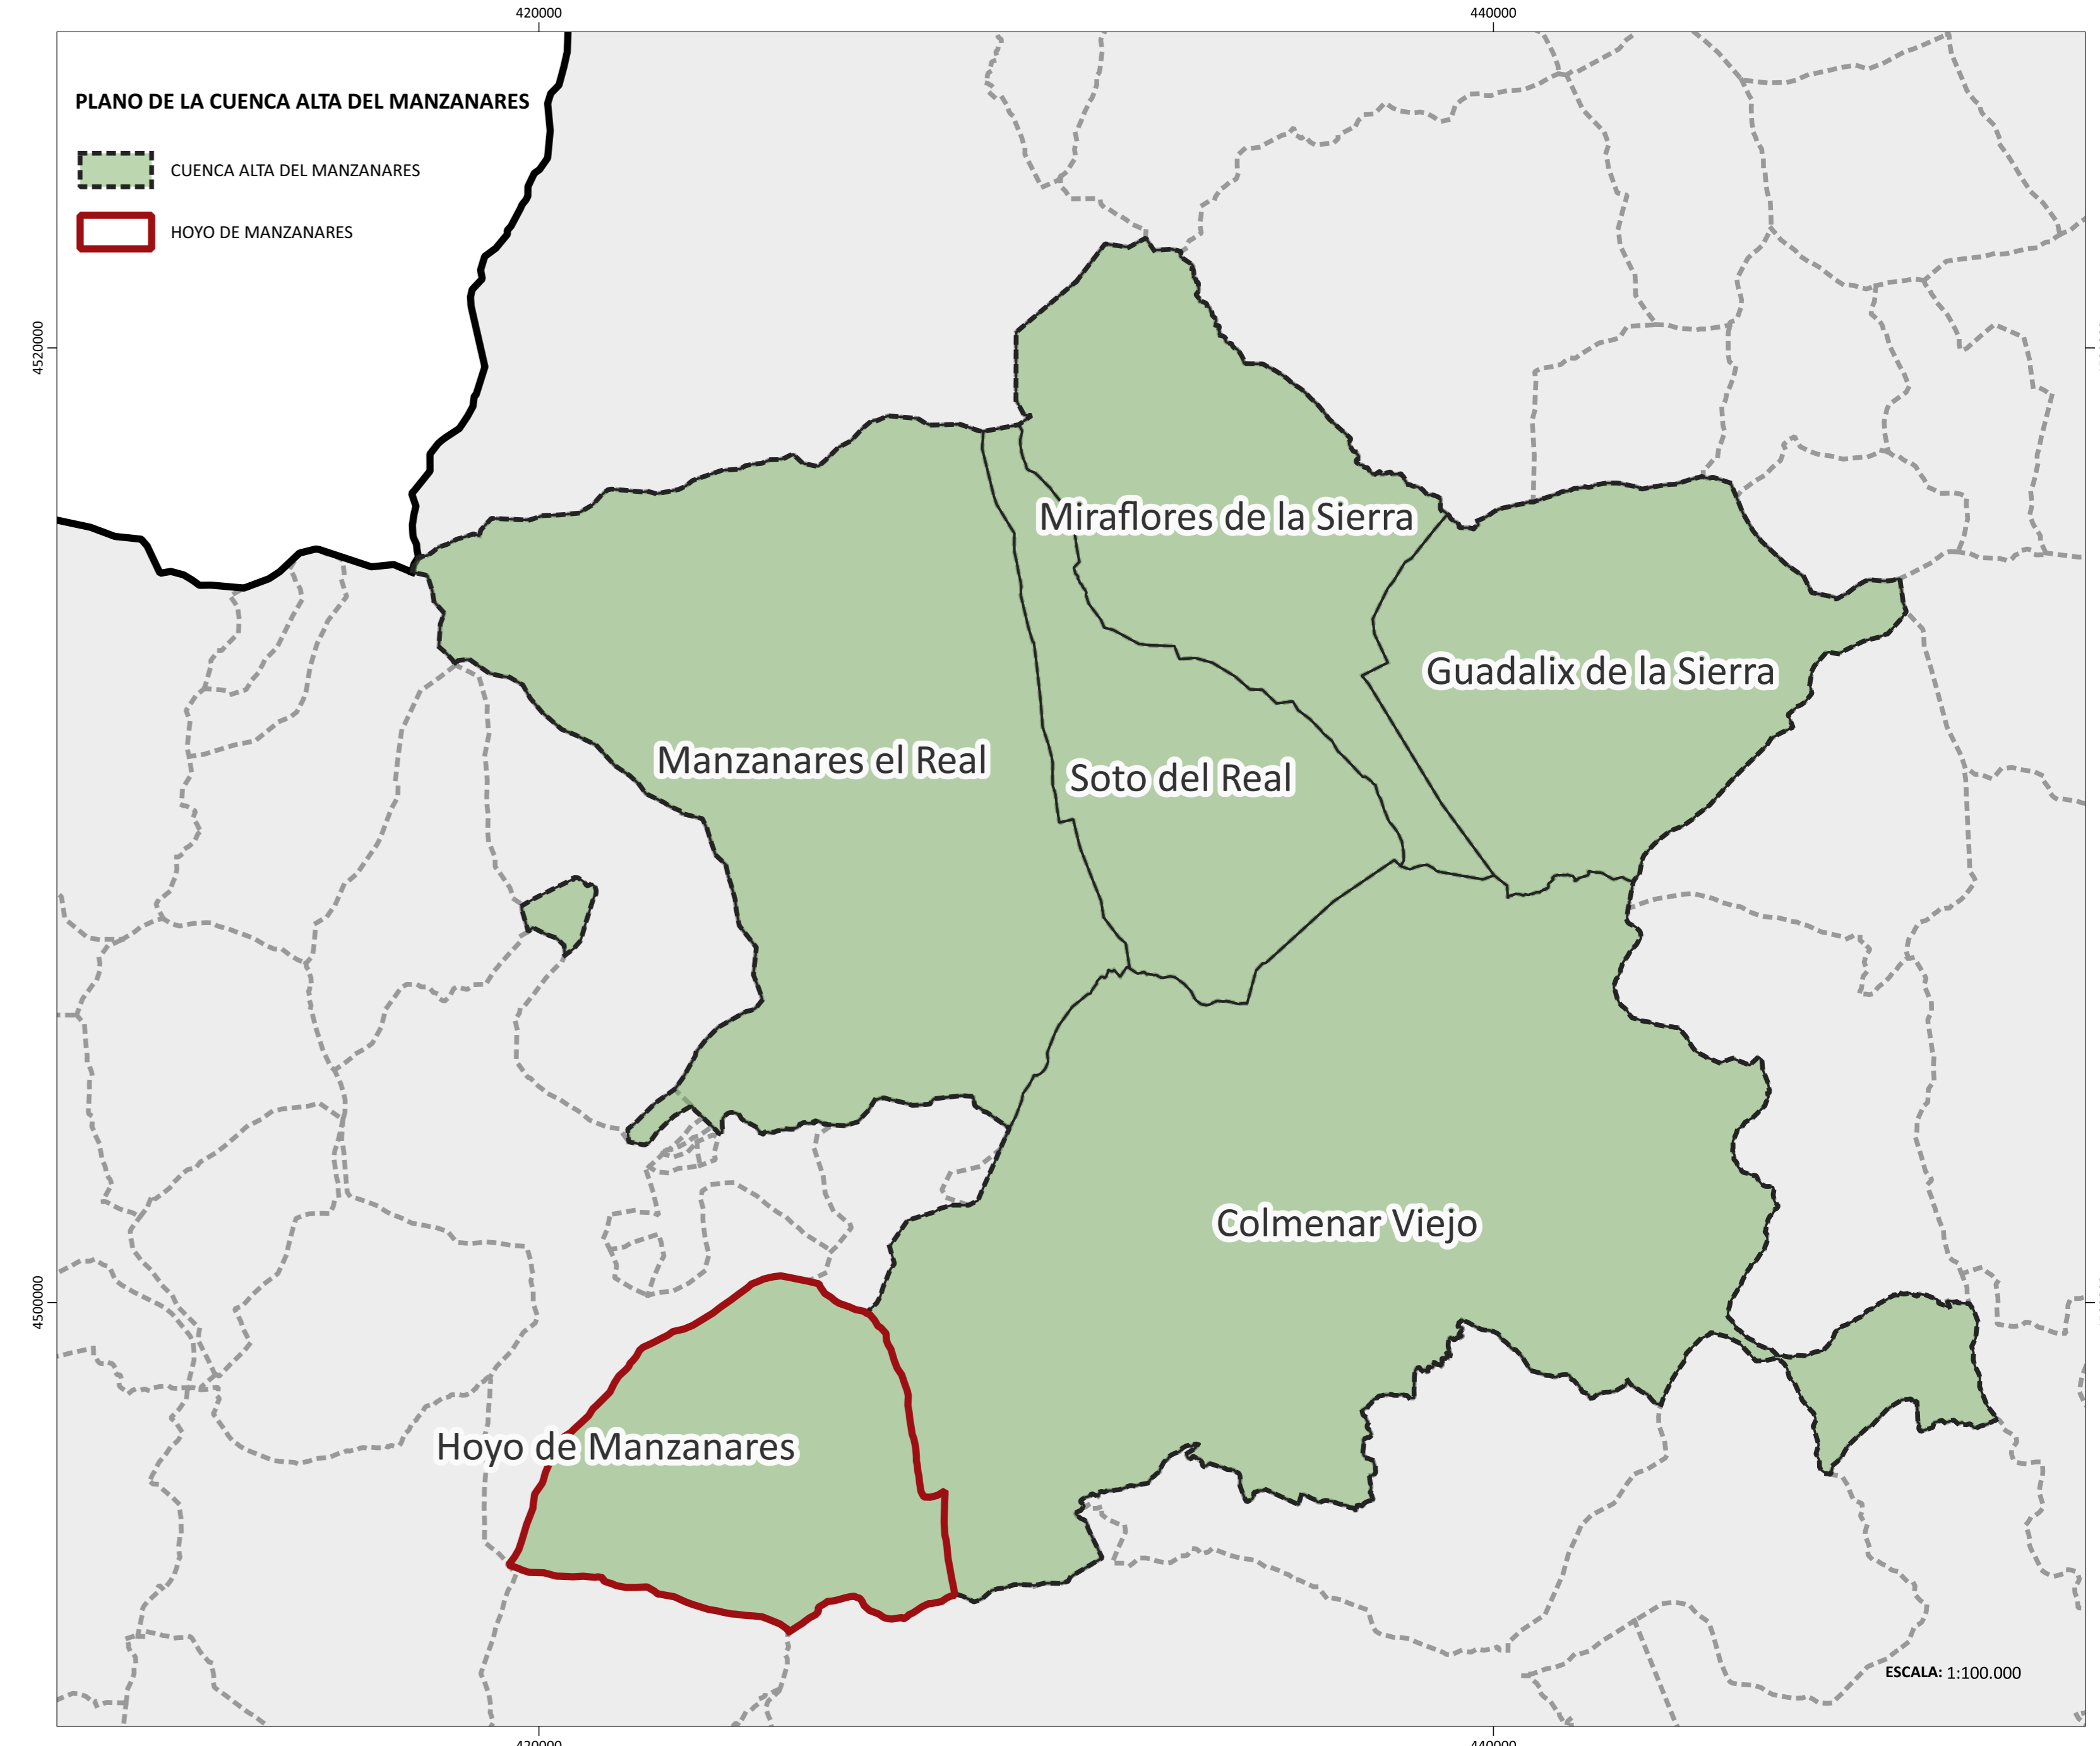 420000
440000
PLANO DE LA CUENCA ALTA DEL MANZANARES
CUENCA ALTA DEL MANZANARES
HOYO DE MANZANARES
4520000
Miraflores de la Sierra
Guadalix de la Sierra
Manzanares el Real
Soto del Real
Colmenar Viejo
4500000
Hoyo de Manzanares
ESCALA: 1:100.000
420000
440000